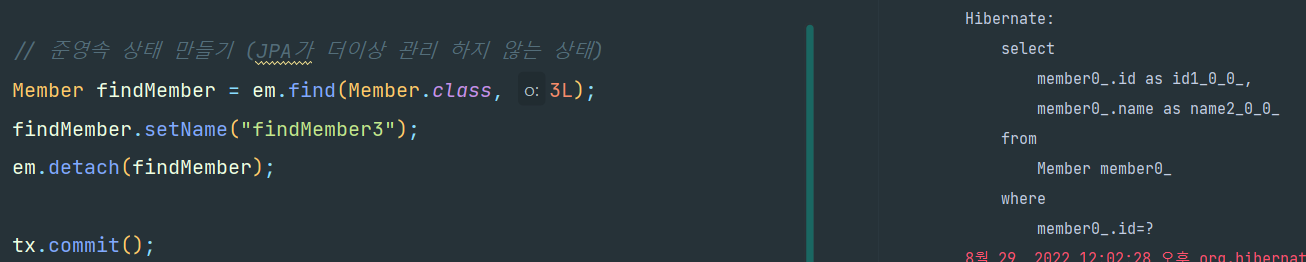 // 준영속 상태 만들기 (JPA가 더이상 관리 하지 않는 상태)
Member findMember = em.find(Member.class, o: 3L);
findMember.setName("findMember3");
em.detach(findMember);
tx.commit();
Hibernate:
select
member0_.id as id1_0_0_,
member0_.name as name2_0_0_
from
Member member0_
where
member0_.id=?
8월 29, 2022 12:02:28 오후 org.hibernat